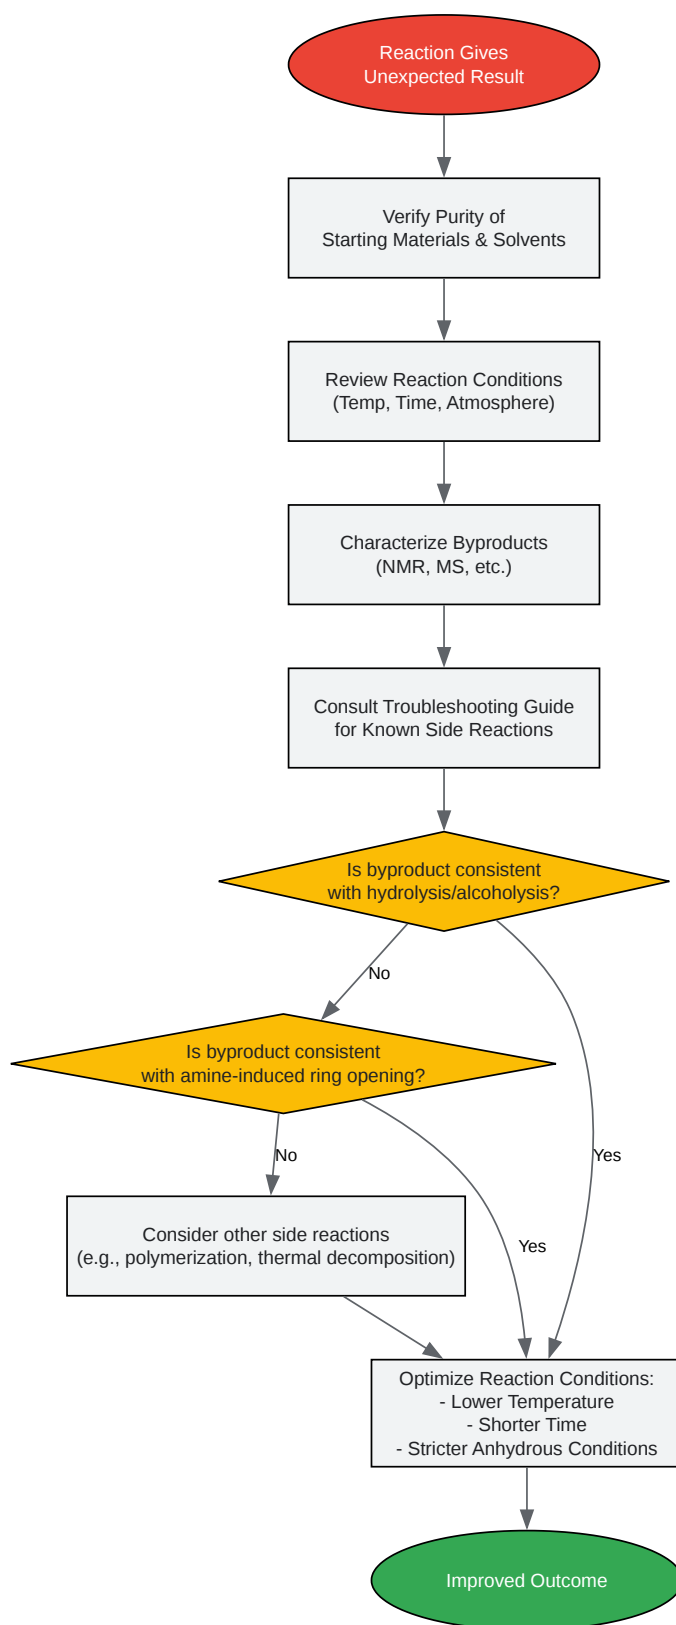 Reaction Gives
Unexpected Result
Verify Purity of
Starting Materials & Solvents
Review Reaction Conditions
(Temp, Time, Atmosphere)
Characterize Byproducts
(NMR, MS, etc.)
Consult Troubleshooting Guide
for Known Side Reactions
Is byproduct consistent
with hydrolysis/alcoholysis?
No
Is byproduct consistent
with amine-induced ring opening?
No
Yes
Consider other side reactions
(e.g., polymerization, thermal decomposition)
Yes
Optimize Reaction Conditions:
- Lower Temperature
- Shorter Time
- Stricter Anhydrous Conditions
Improved Outcome